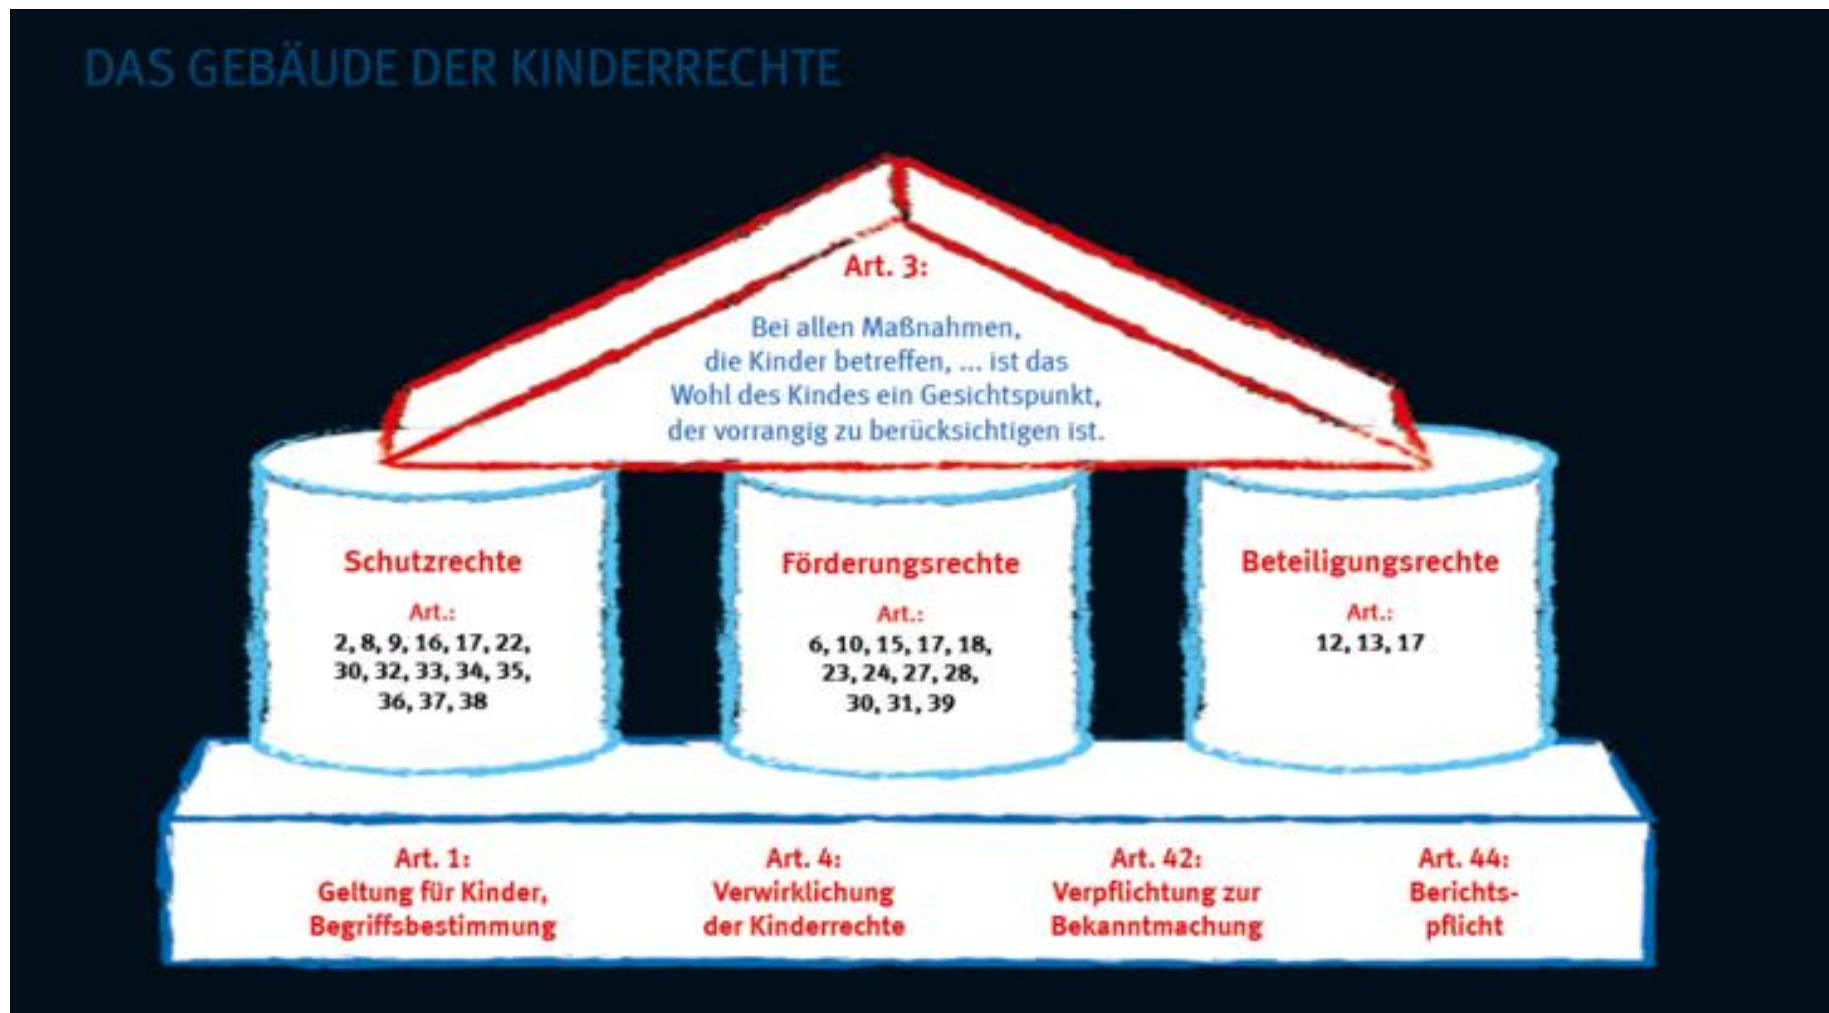 DAS GEBÄUDE DER KINDERRECHTE
Art. 3:
Bei allen Maßnahmen,
die Kinder betreffen, ... ist das
Wohl des Kindes ein Gesichtspunkt,
der vorrangig zu berücksichtigen ist.
Schutzrechte
Art.:
2, 8, 9, 16, 17, 22,
30, 32, 33, 34, 35,
36, 37, 38
Förderungsrechte
Art.:
6, 10, 15, 17, 18,
23, 24, 27, 28,
30, 31, 39
Beteiligungsrechte
Art.:
12, 13, 17
Art. 1:
Geltung für Kinder,
Begriffsbestimmung
Art. 4:
Verwirklichung
der Kinderrechte
Art. 42:
Verpflichtung zur
Bekanntmachung
Art. 44:
Berichts-
pflicht